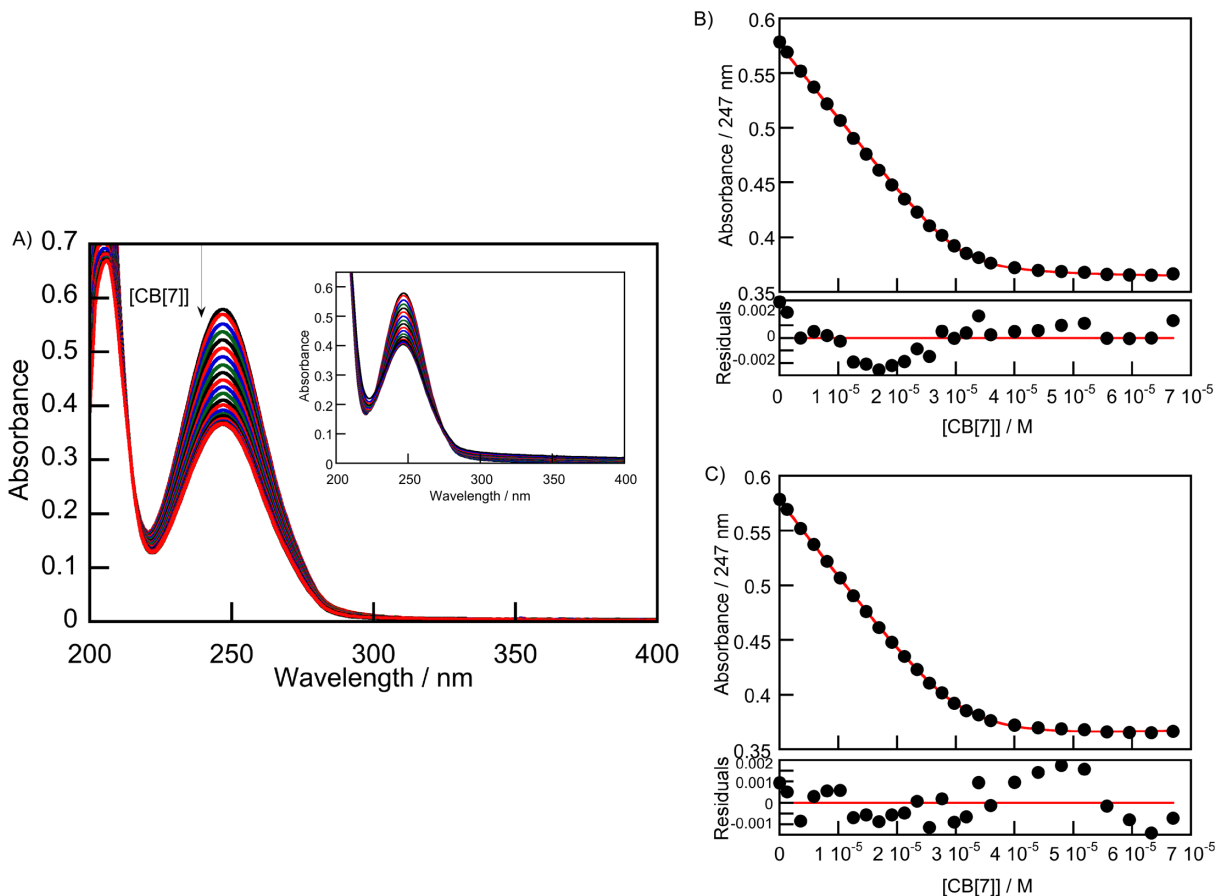 A)
0.7
0.6
0.5
0.4
0.3
0.2
0.1
0
Absorbance
[CB[7]]
200 250 300 350 400
Wavelength / nm
0.6
0.5
0.4
0.3
0.2
0.1
0
Absorbance
200 250 300 350 400
Wavelength / nm
B)
0.6
0.55
0.5
0.45
0.4
0.35
Absorbance / 247 nm
0.002
0
-0.002
Residuals
0 1 10-5 2 10-5 3 10-5 4 10-5 5 10-5 6 10-5 7 10-5
[CB[7]] / M
C)
0.6
0.55
0.5
0.45
0.4
0.35
Absorbance / 247 nm
0.002
0.001
0
-0.001
Residuals
0 1 10-5 2 10-5 3 10-5 4 10-5 5 10-5 6 10-5 7 10-5
[CB[7]] / M